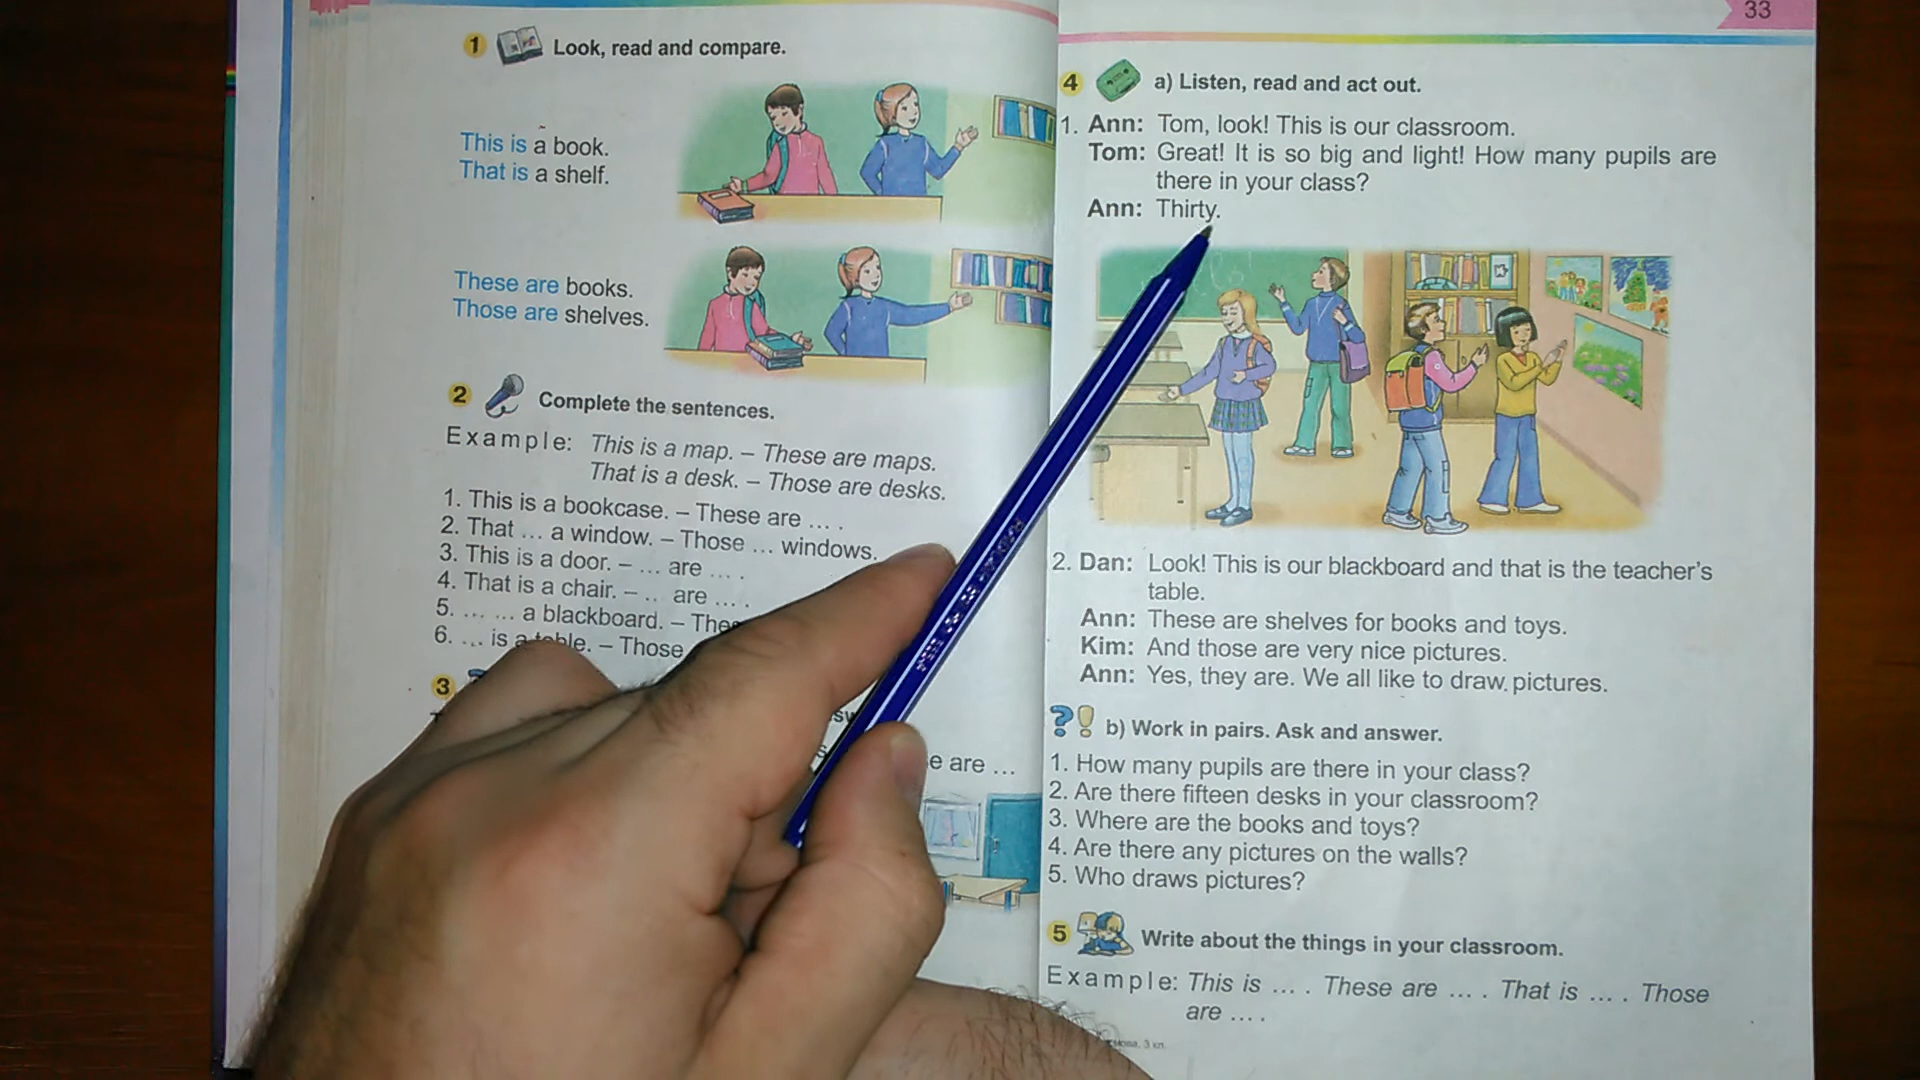 1 Look, read and compare.
This is a book.
That is a shelf.
These are books.
Those are shelves.
2 Complete the sentences.
Example: This is a map. – These are maps.
That is a desk. – Those are desks.
1. This is a bookcase. – These are ... .
2. That ... a window. – Those ... windows.
3. This is a door. – ... are ... .
4. That is a chair. – .. are ... .
5. ... ... a blackboard. –
6. ... is a table. – Those
3
e are ...
33
4 a) Listen, read and act out.
1. Ann: Tom, look! This is our classroom.
Tom: Great! It is so big and light! How many pupils are
there in your class?
Ann: Thirty.
2. Dan: Look! This is our blackboard and that is the teacher's
table.
Ann: These are shelves for books and toys.
Kim: And those are very nice pictures.
Ann: Yes, they are. We all like to draw pictures.
?! b) Work in pairs. Ask and answer.
1. How many pupils are there in your class?
2. Are there fifteen desks in your classroom?
3. Where are the books and toys?
4. Are there any pictures on the walls?
5. Who draws pictures?
5 Write about the things in your classroom.
Example: This is ... . These are ... . That is ... . Those
are ... .
3 кл.